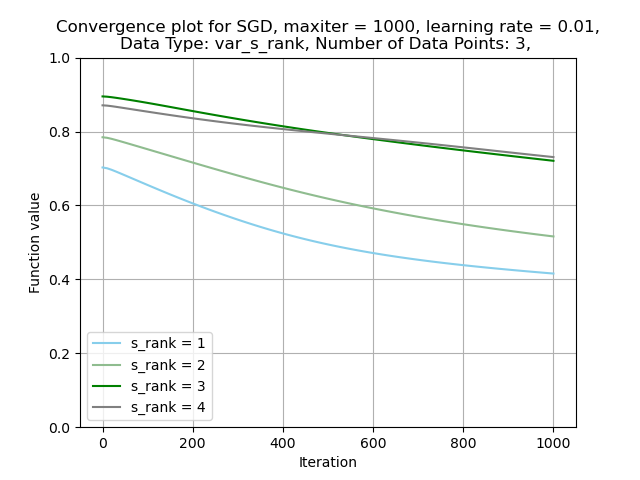 Convergence plot for SGD, maxiter = 1000, learning rate = 0.01,
Data Type: var_s_rank, Number of Data Points: 3,
1.0
0.8
0.6
0.4
0.2
0.0
Function value
s_rank = 1
s_rank = 2
s_rank = 3
s_rank = 4
0 200 400 600 800 1000
Iteration